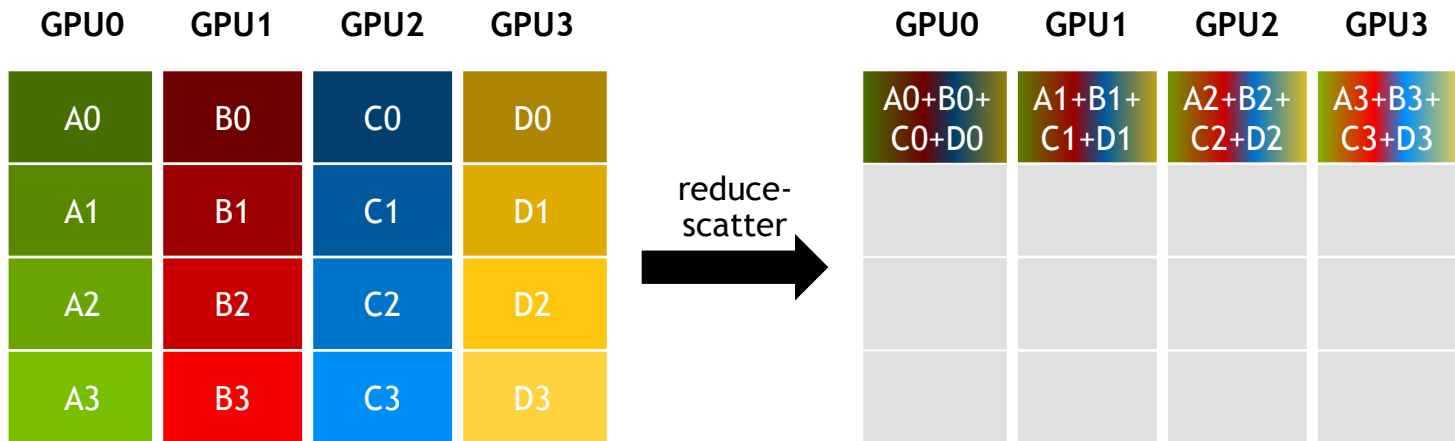 GPU0 GPU1 GPU2 GPU3 GPU0 GPU1 GPU2 GPU3
A0 B0 C0 D0 A0+B0+ A1+B1+ A2+B2+ A3+B3+
C0+D0 C1+D1 C2+D2 C3+D3
A1 B1 C1 D1
reduce-
scatter
A2 B2 C2 D2
A3 B3 C3 D3